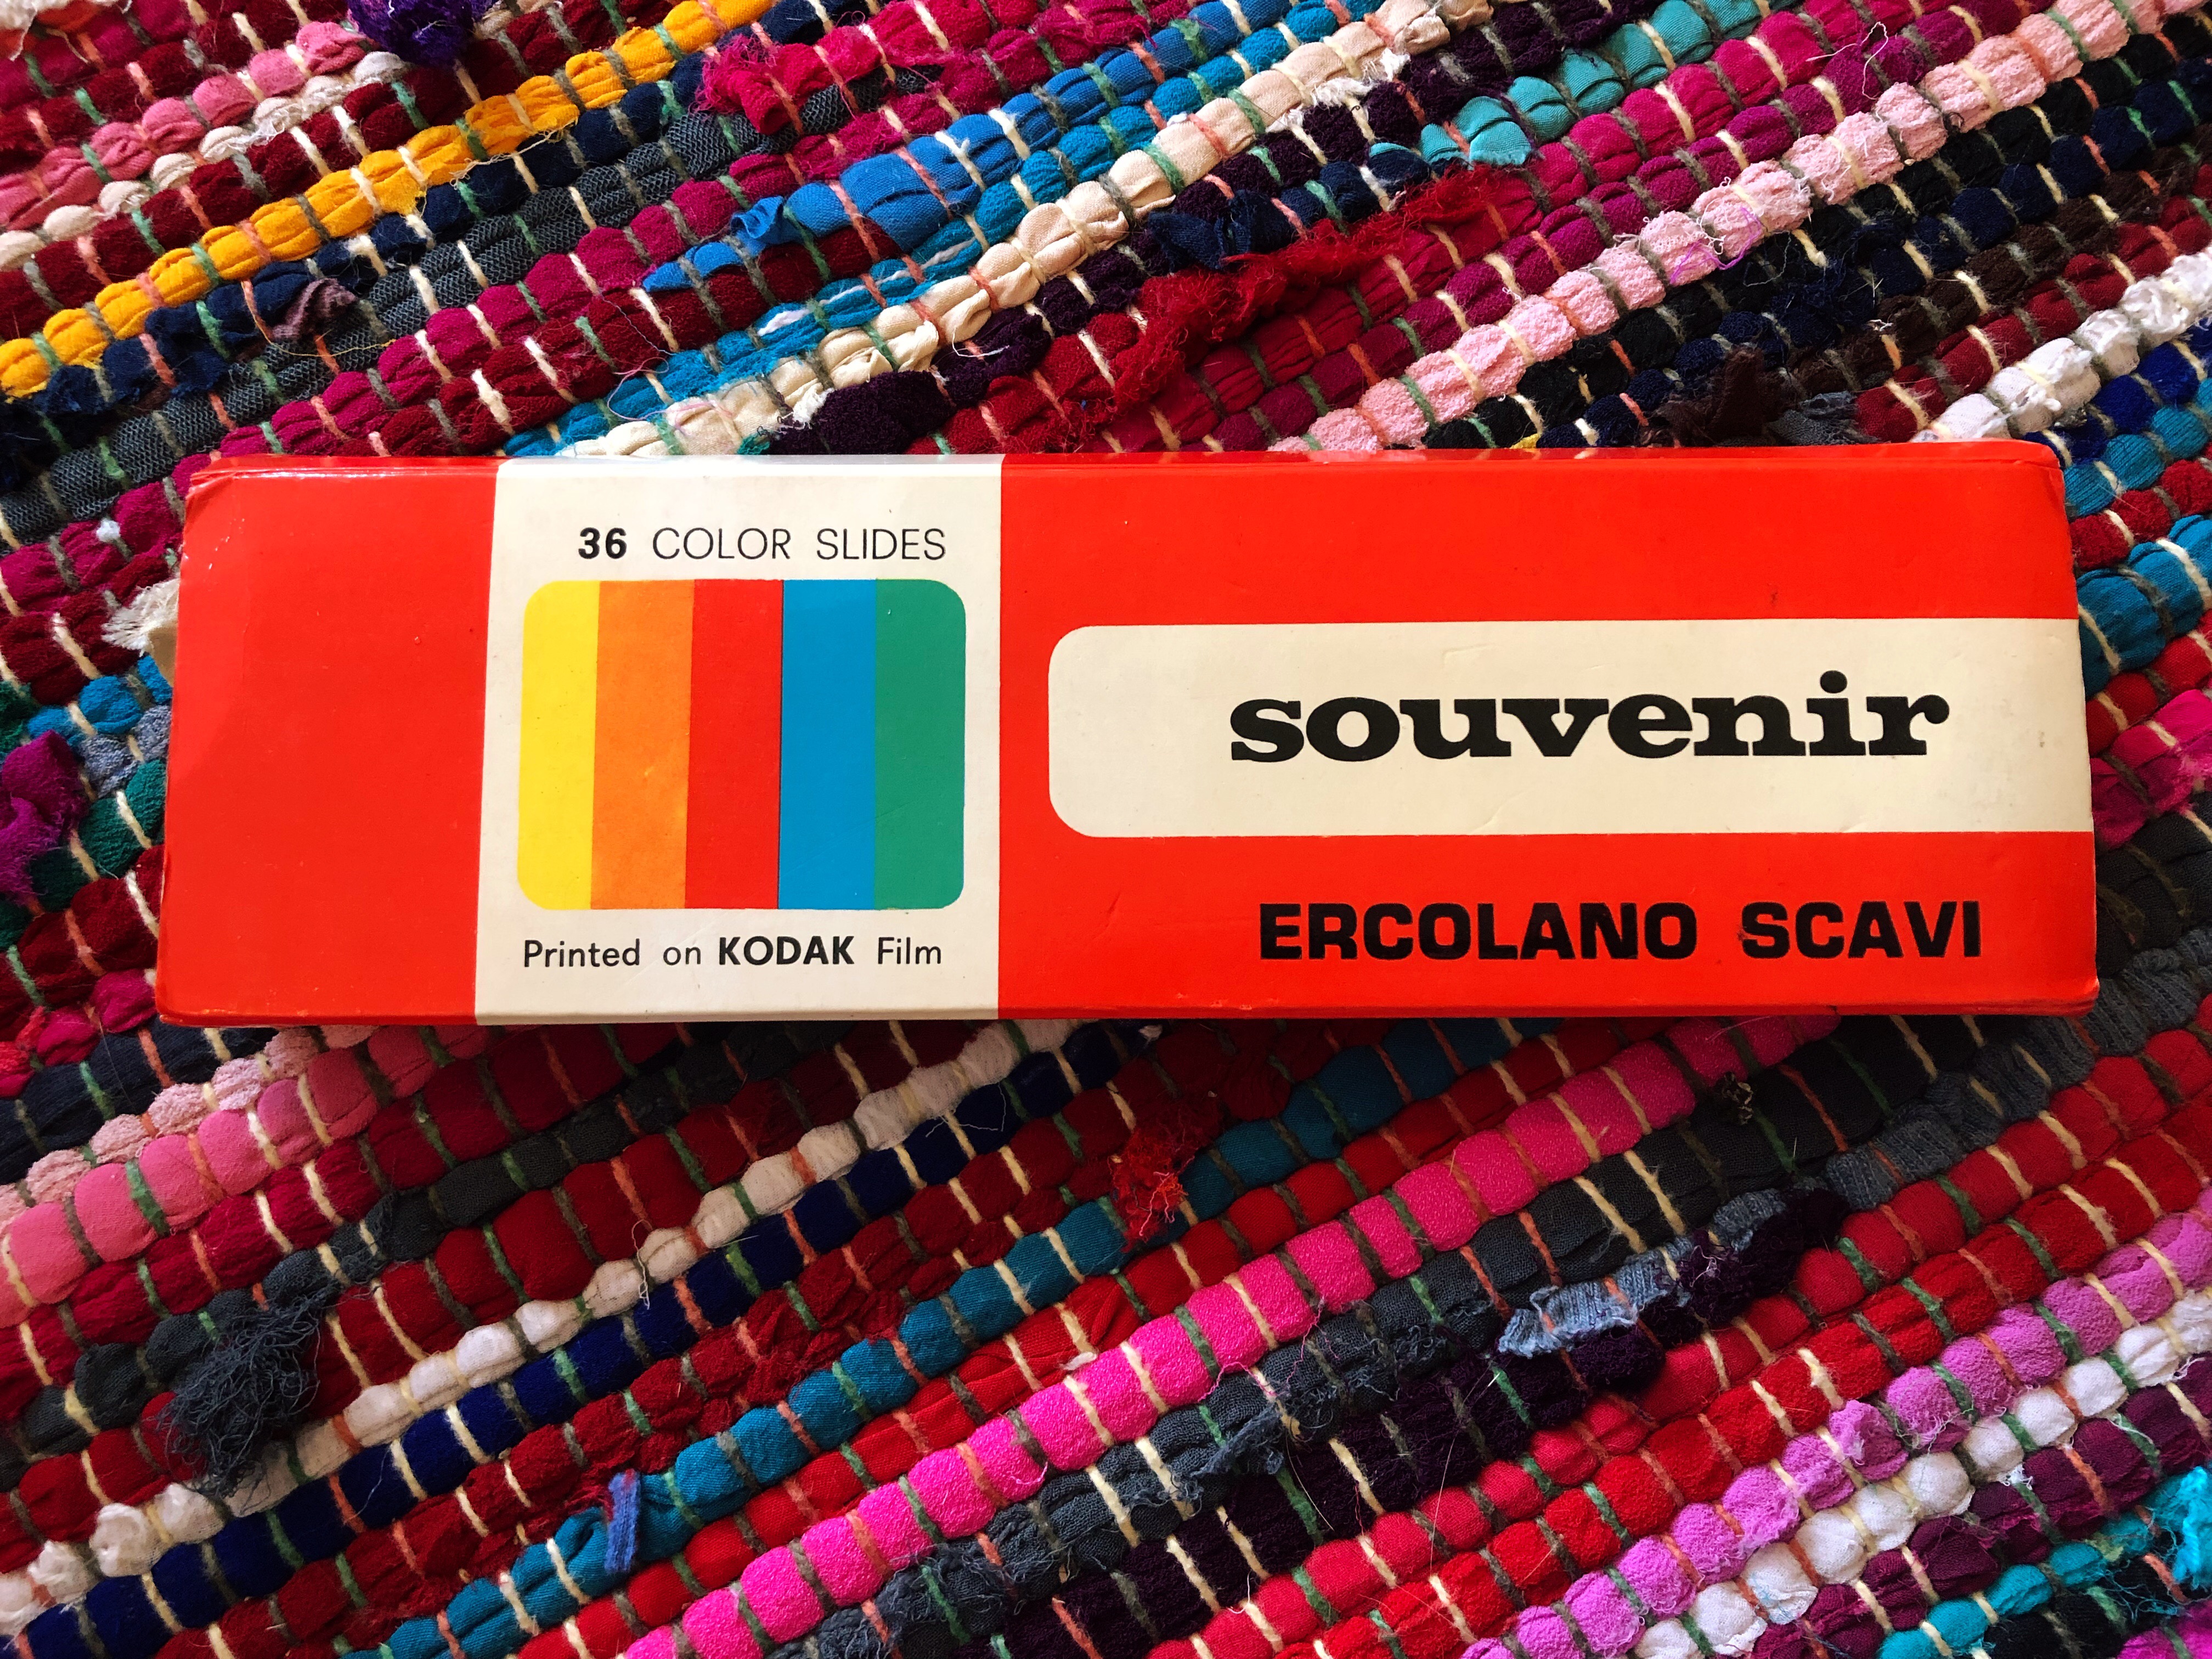 36 COLOR SLIDES
Printed on KODAK Film
souvenir
ERCOLANO SCAVI